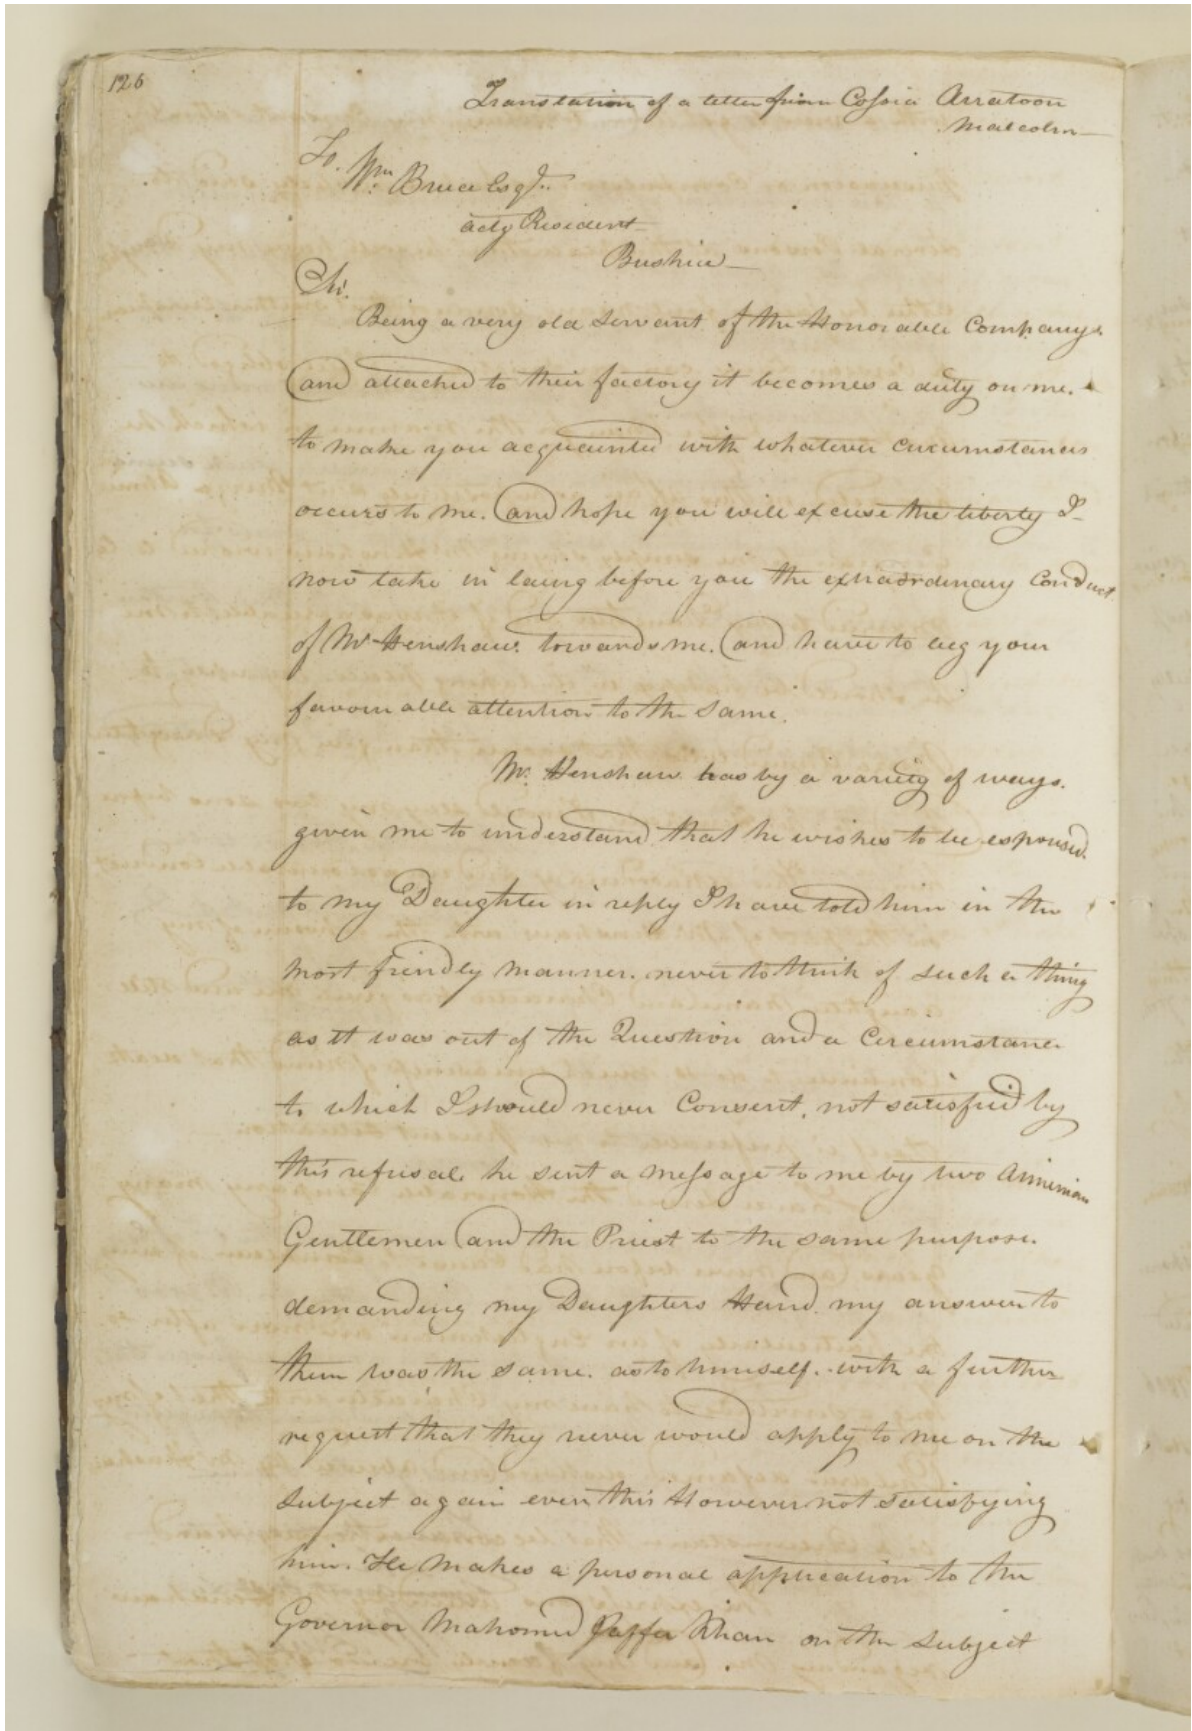 126
Translation of a letter from Cossia Arratoon
Malcolm
To.
Wm. Bruce Esqr.
actg Resident
Bushire
Sir.
Being a very old servant of the Honorable Companys.
and attached to their factory it becomes a duty on me.
to make you acquainted with whatever circumstances
occurs to me. and hope you will excuse the liberty I
now take in laing before you the extraordinary Conduct
of Mr. Henshaw. towards me. and have to beg your
favourable attention to the same.
Mr. Henshaw has by a variety of ways.
given me to understand that he wishes to be espoused
to my Daughter in reply I have told him in the
most frindly manner. never to think of such a thing
as it was out of the Question and a Circumstance
to which I should never Consent, not satisfied by
this refusal he sent a message to me by two Armenian
Gentlemen and the Priest to the same purpose
demanding my Daughters Hand. my answer to
them was the same. as to himself. with a further
request that they never would apply to me on the
subject again even this However not satisfying
him. He makes a personal application to the
Governor Mahomed Jaffer Khan on the subject